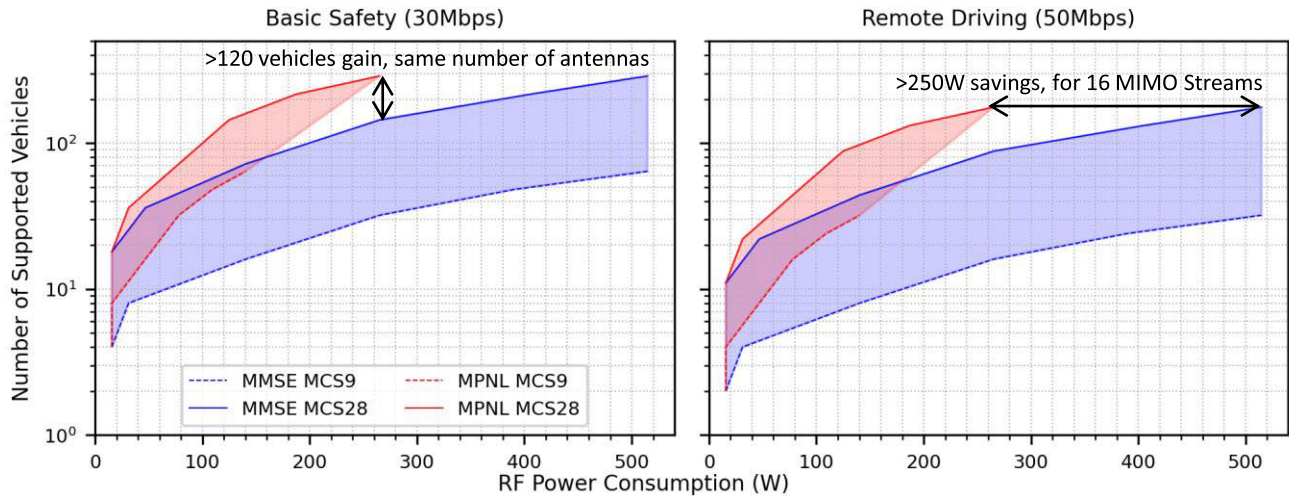 Basic Safety (30Mbps)
Remote Driving (50Mbps)
>120 vehicles gain, same number of antennas
>250W savings, for 16 MIMO Streams
Number of Supported Vehicles
10²
10¹
10⁰
MMSE MCS9
MPNL MCS9
MMSE MCS28
MPNL MCS28
0 100 200 300 400 500
0 100 200 300 400 500
RF Power Consumption (W)